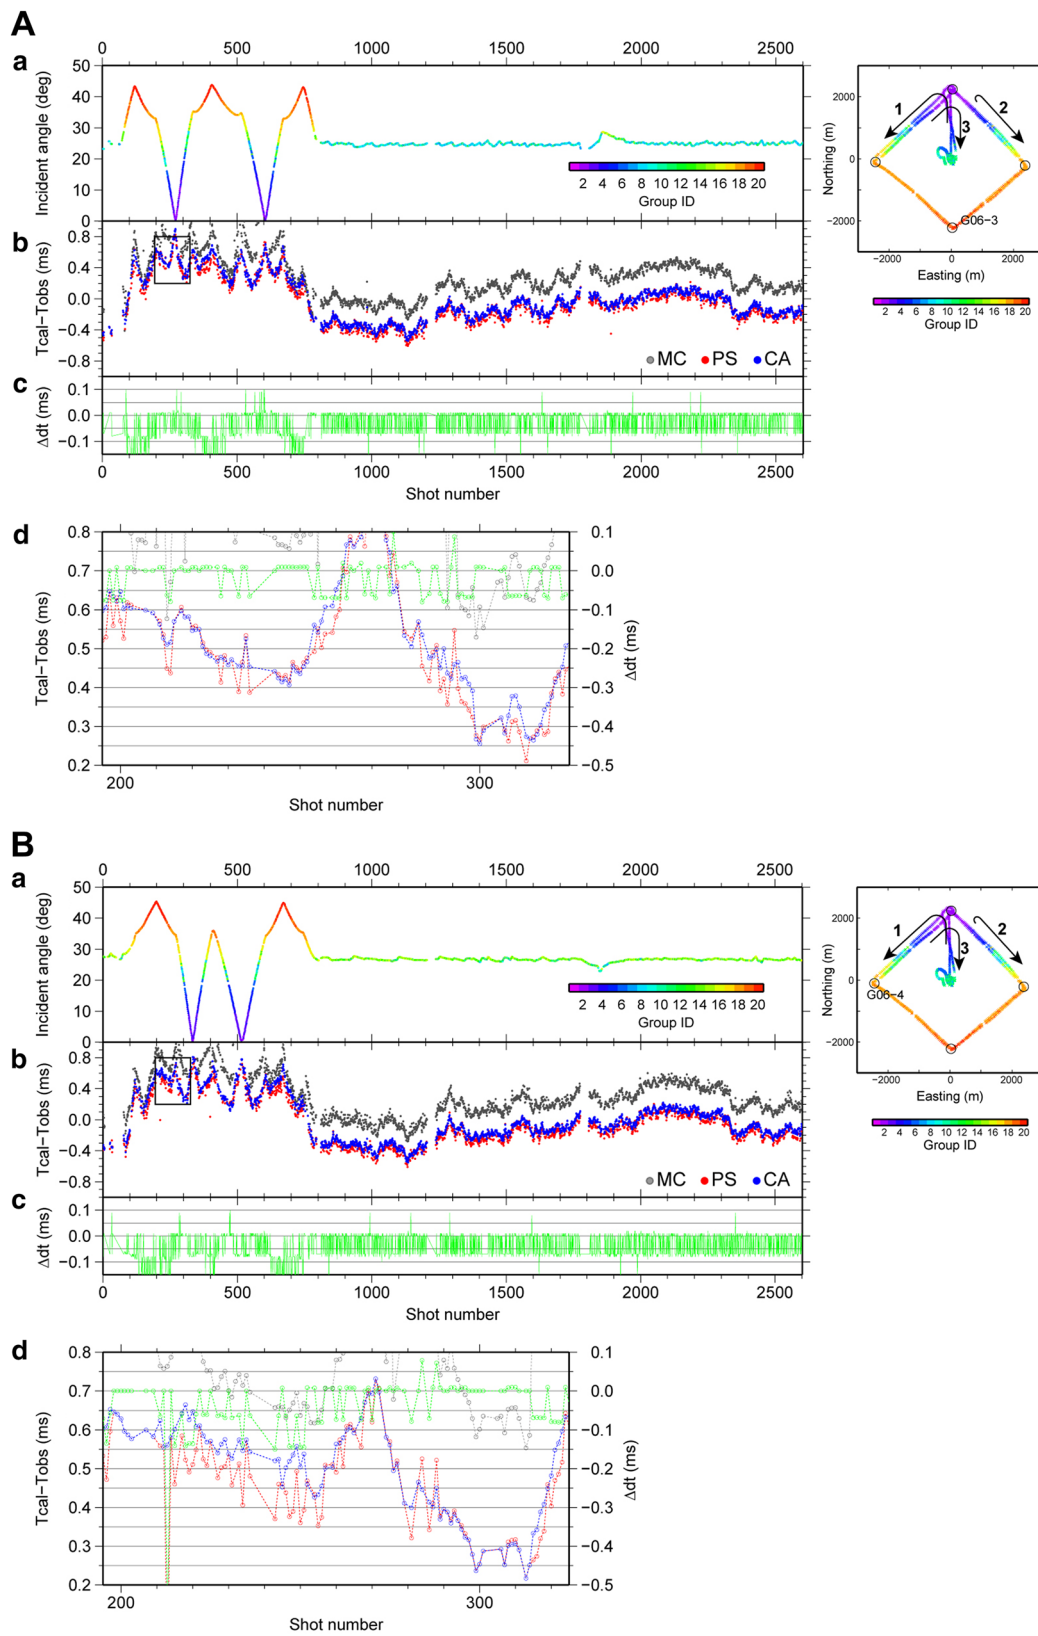 A
a
0 500 1000 1500 2000 2500
50
40
30
20
10
0
Incident angle (deg)
2 4 6 8 10 12 14 16 18 20
Group ID
1
2
3
G06−3
2000
0
−2000
Northing (m)
−2000 0 2000
Easting (m)
2 4 6 8 10 12 14 16 18 20
Group ID
b
0.8
0.4
0.0
−0.4
−0.8
Tcal−Tobs (ms)
MC PS CA
c
0.1
0.0
−0.1
Δdt (ms)
0 500 1000 1500 2000 2500
Shot number
d
0.8
0.7
0.6
0.5
0.4
0.3
0.2
Tcal−Tobs (ms)
0.1
0.0
−0.1
−0.2
−0.3
−0.4
−0.5
Δdt (ms)
200 300
Shot number
B
a
0 500 1000 1500 2000 2500
50
40
30
20
10
0
Incident angle (deg)
2 4 6 8 10 12 14 16 18 20
Group ID
1
2
3
G06−4
2000
0
−2000
Northing (m)
−2000 0 2000
Easting (m)
2 4 6 8 10 12 14 16 18 20
Group ID
b
0.8
0.4
0.0
−0.4
−0.8
Tcal−Tobs (ms)
MC PS CA
c
0.1
0.0
−0.1
Δdt (ms)
0 500 1000 1500 2000 2500
Shot number
d
0.8
0.7
0.6
0.5
0.4
0.3
0.2
Tcal−Tobs (ms)
0.1
0.0
−0.1
−0.2
−0.3
−0.4
−0.5
Δdt (ms)
200 300
Shot number